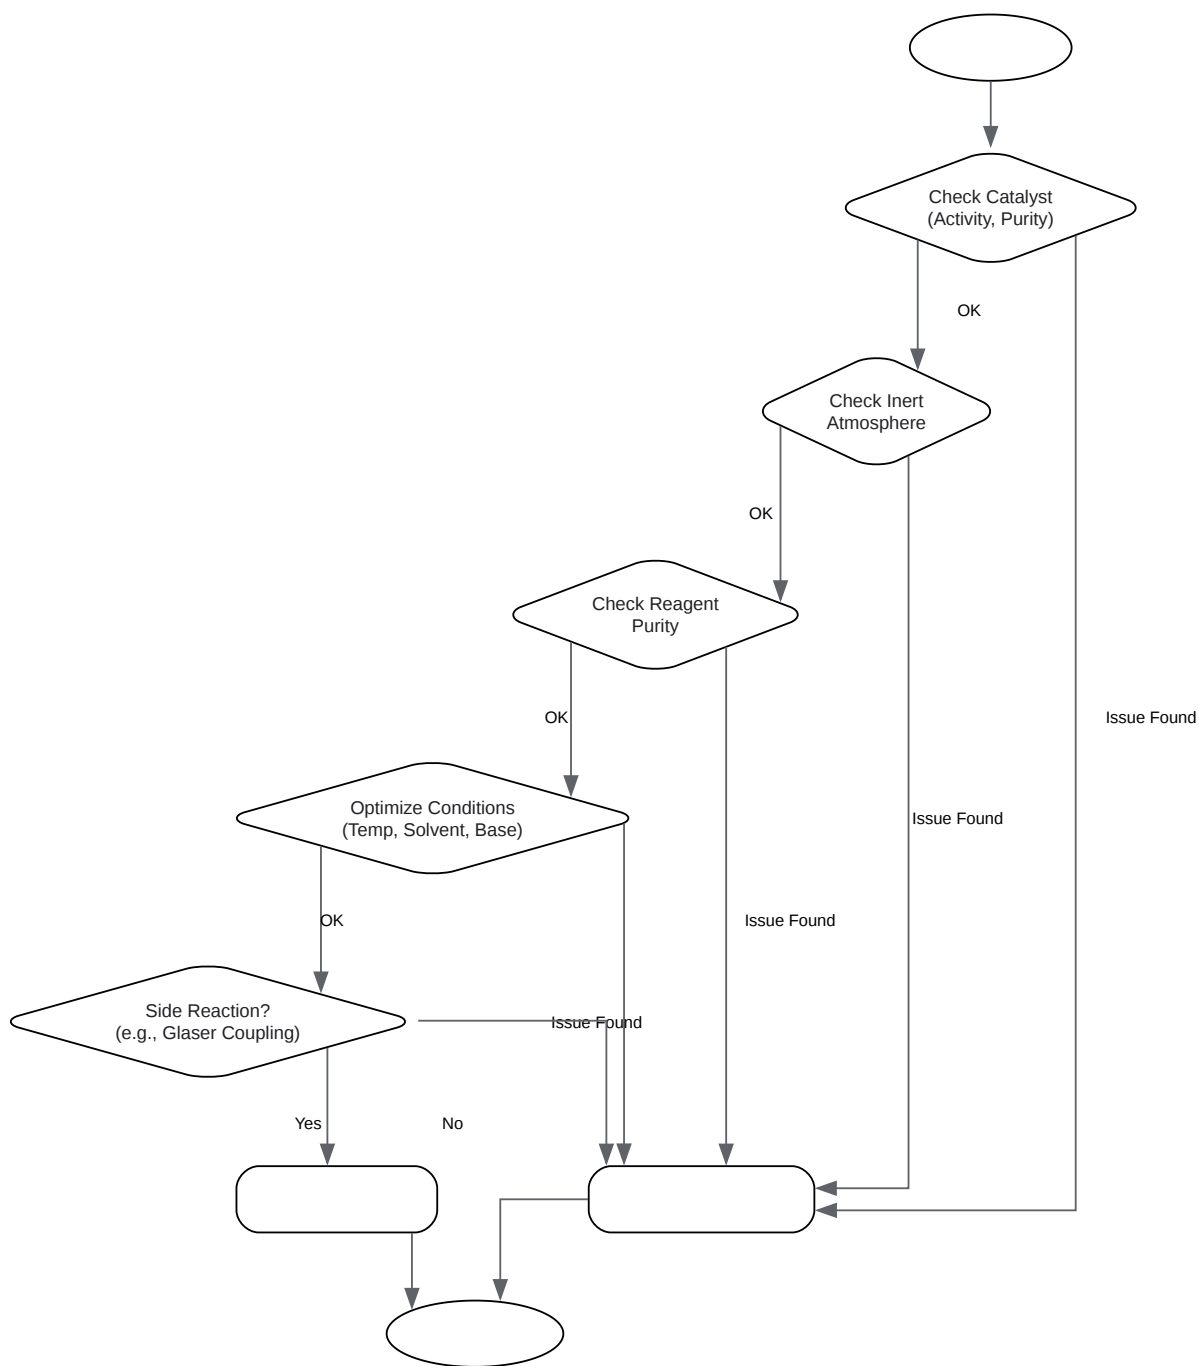 Check Catalyst
(Activity, Purity)
OK
Check Inert
Atmosphere
OK
Check Reagent
Purity
OK
Issue Found
Optimize Conditions
(Temp, Solvent, Base)
Issue Found
OK
Issue Found
Side Reaction?
(e.g., Glaser Coupling)
Issue Found
Yes
No